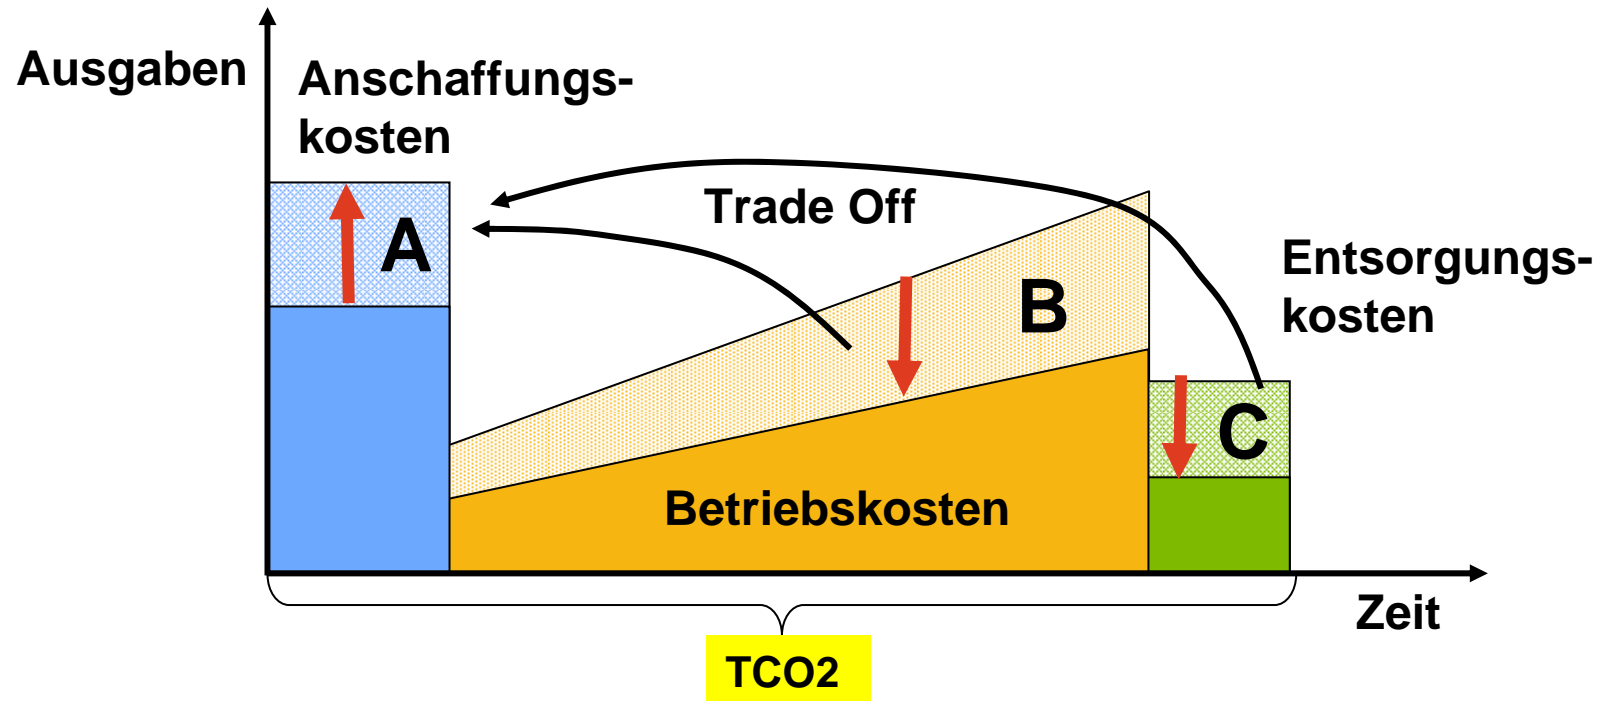 Ausgaben
Anschaffungs-
kosten
A
Trade Off
B
Entsorgungs-
kosten
C
Betriebskosten
Zeit
TCO2